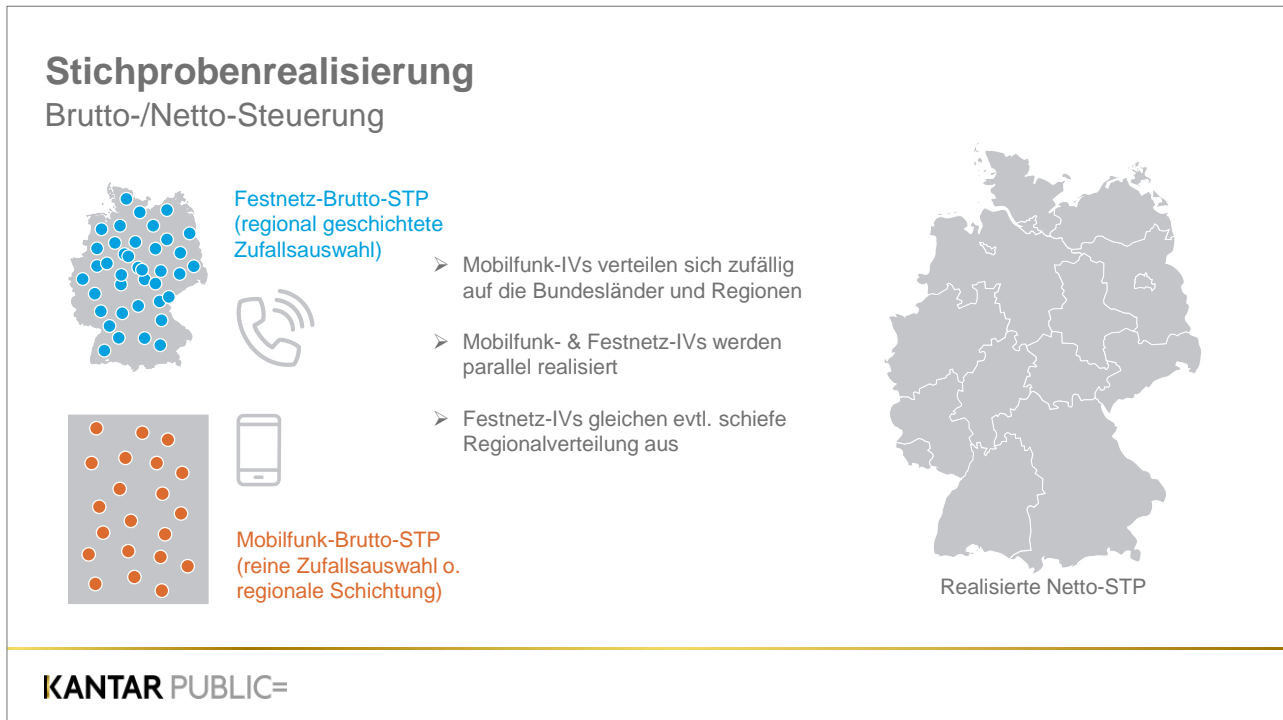 Stichprobenrealisierung
Brutto-/Netto-Steuerung
Festnetz-Brutto-STP
(regional geschichtete
Zufallsauswahl)
➢ Mobilfunk-IVs verteilen sich zufällig
auf die Bundesländer und Regionen
➢ Mobilfunk- & Festnetz-IVs werden
parallel realisiert
➢ Festnetz-IVs gleichen evtl. schiefe
Regionalverteilung aus
Mobilfunk-Brutto-STP
(reine Zufallsauswahl o.
regionale Schichtung)
Realisierte Netto-STP
KANTAR PUBLIC=